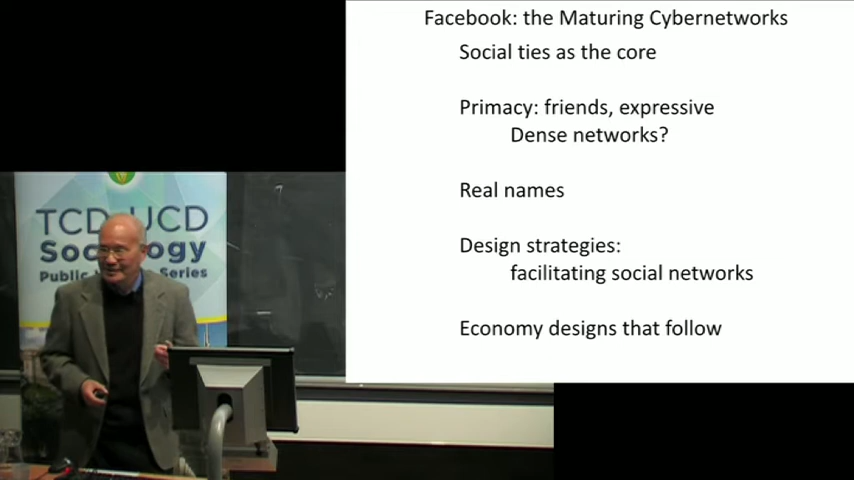 Facebook: the Maturing Cybernetworks
Social ties as the core
Primacy: friends, expressive
Dense networks?
Real names
Design strategies:
facilitating social networks
Economy designs that follow
TCD UCD
Public Series